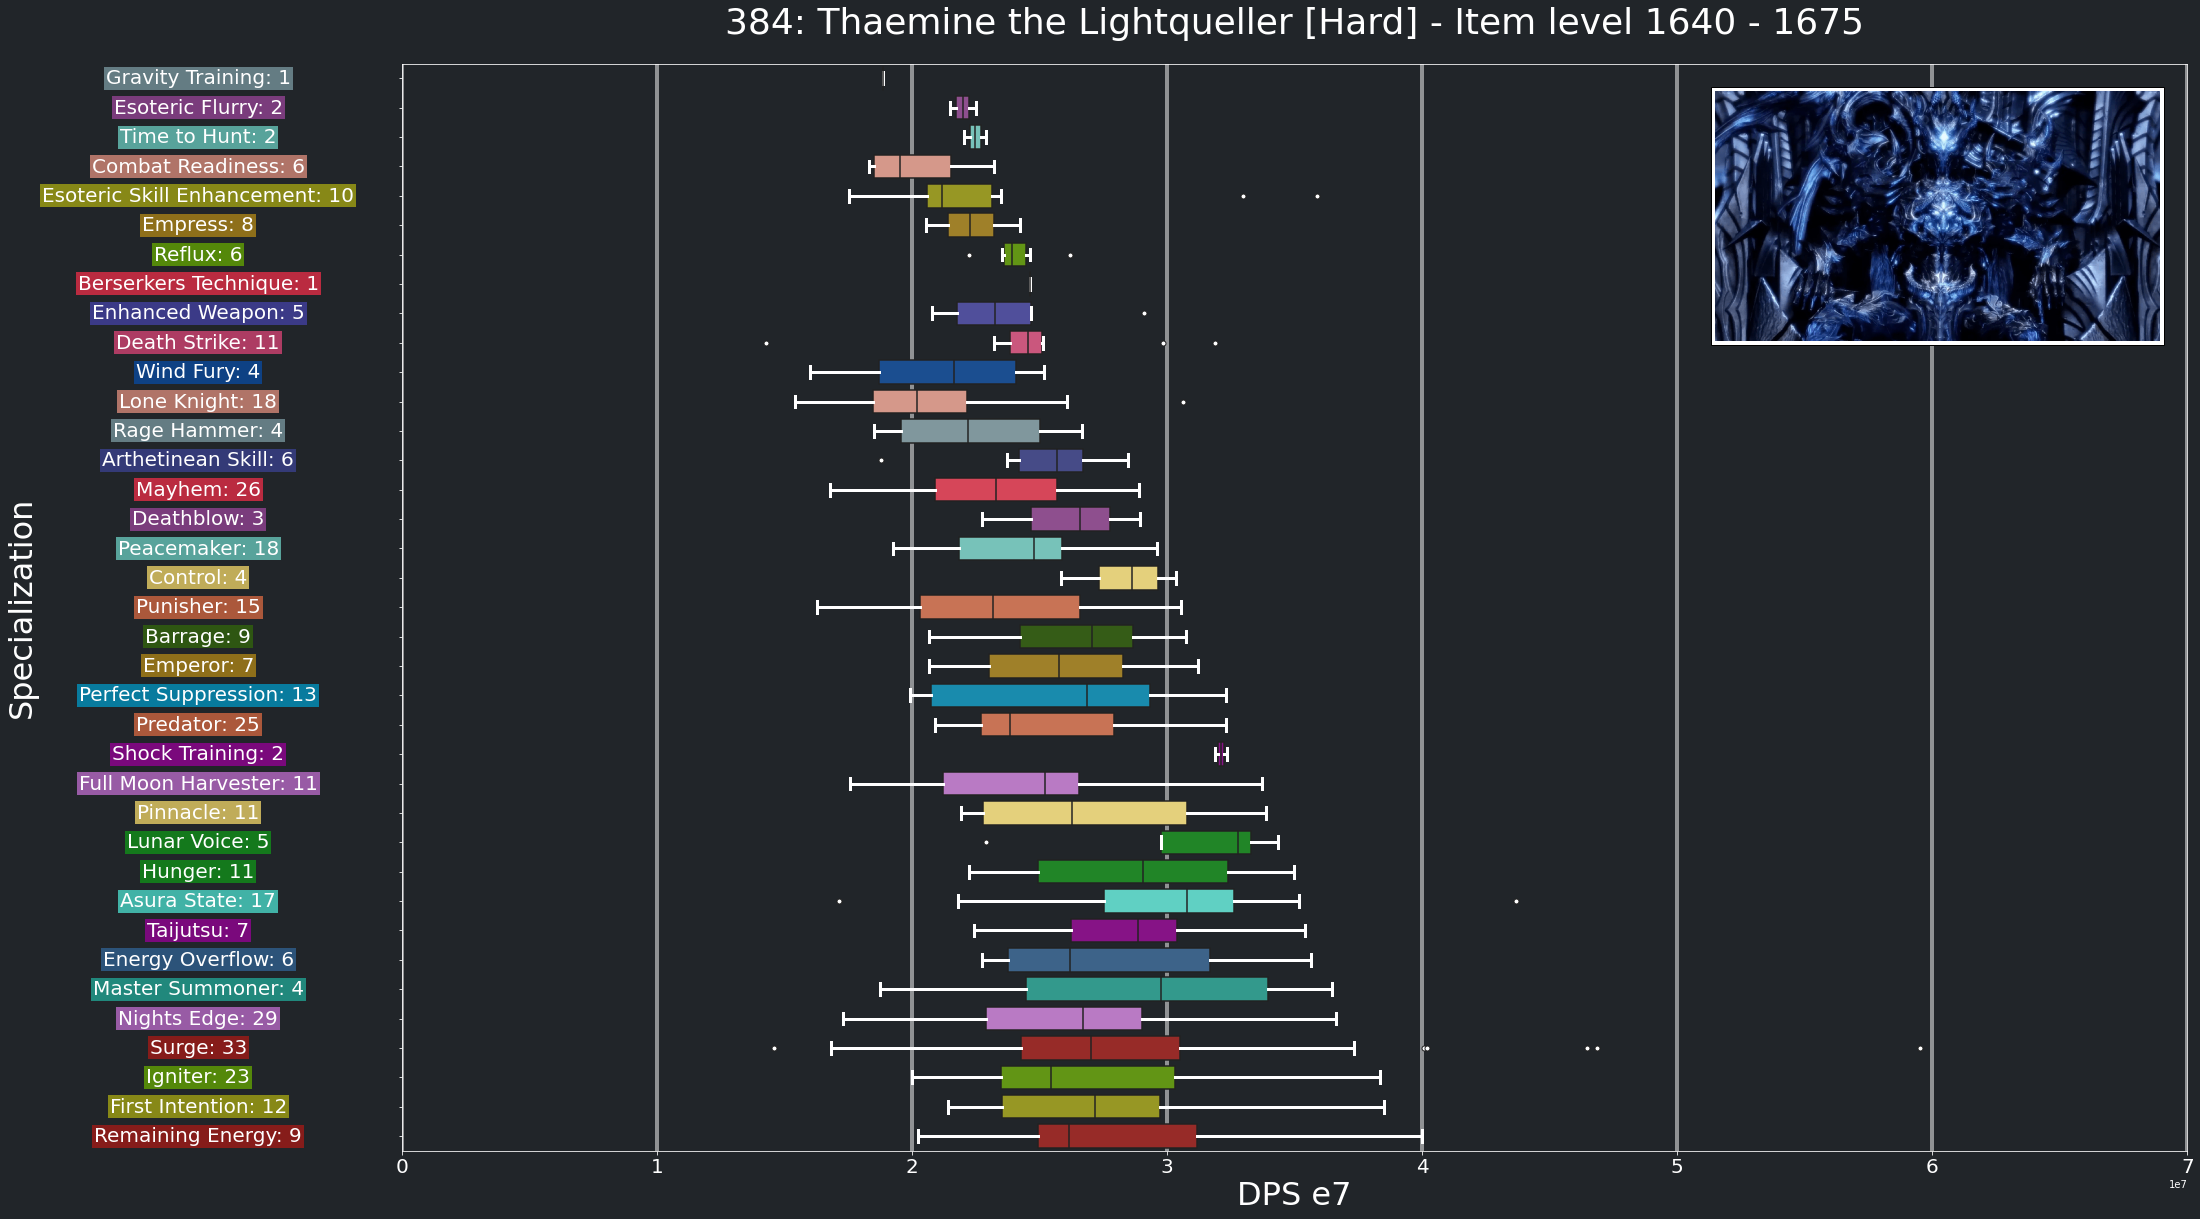 384: Thaemine the Lightqueller [Hard] - Item level 1640 - 1675
Gravity Training: 1
Esoteric Flurry: 2
Time to Hunt: 2
Combat Readiness: 6
Esoteric Skill Enhancement: 10
Empress: 8
Reflux: 6
Berserkers Technique: 1
Enhanced Weapon: 5
Death Strike: 11
Wind Fury: 4
Lone Knight: 18
Rage Hammer: 4
Arthetinean Skill: 6
Mayhem: 26
Deathblow: 3
Peacemaker: 18
Control: 4
Punisher: 15
Barrage: 9
Emperor: 7
Perfect Suppression: 13
Predator: 25
Shock Training: 2
Full Moon Harvester: 11
Pinnacle: 11
Lunar Voice: 5
Hunger: 11
Asura State: 17
Taijutsu: 7
Energy Overflow: 6
Master Summoner: 4
Nights Edge: 29
Surge: 33
Igniter: 23
First Intention: 12
Remaining Energy: 9
Specialization
0 1 2 3 4 5 6 7
1e7
DPS e7